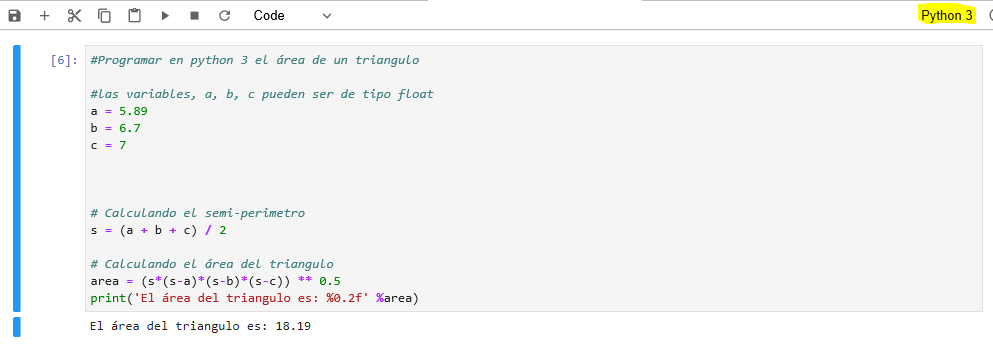 Code Python 3
[6]: #Programar en python 3 el área de un triangulo
#las variables, a, b, c pueden ser de tipo float
a = 5.89
b = 6.7
c = 7
# Calculando el semi-perimetro
s = (a + b + c) / 2
# Calculando el área del triangulo
area = (s*(s-a)*(s-b)*(s-c)) ** 0.5
print('El área del triangulo es: %0.2f' %area)
El área del triangulo es: 18.19